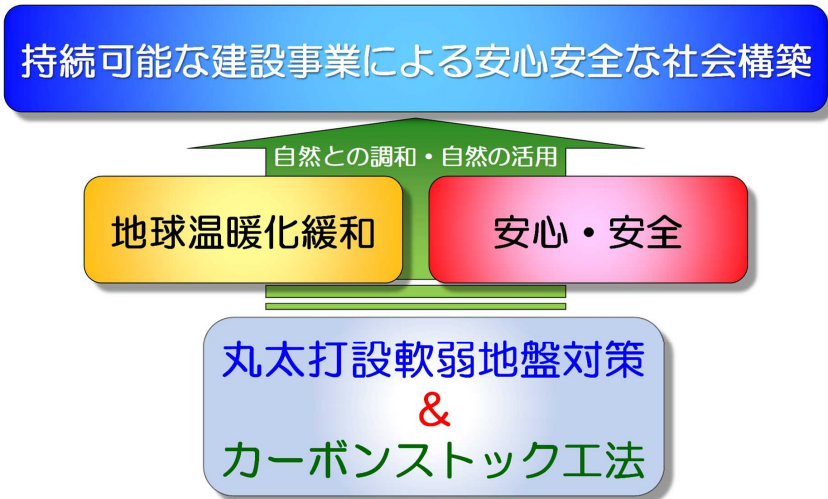 持続可能な建設事業による安心安全な社会構築
自然との調和・自然の活用
地球温暖化緩和
安心・安全
丸太打設軟弱地盤対策
&
カーボンストック工法